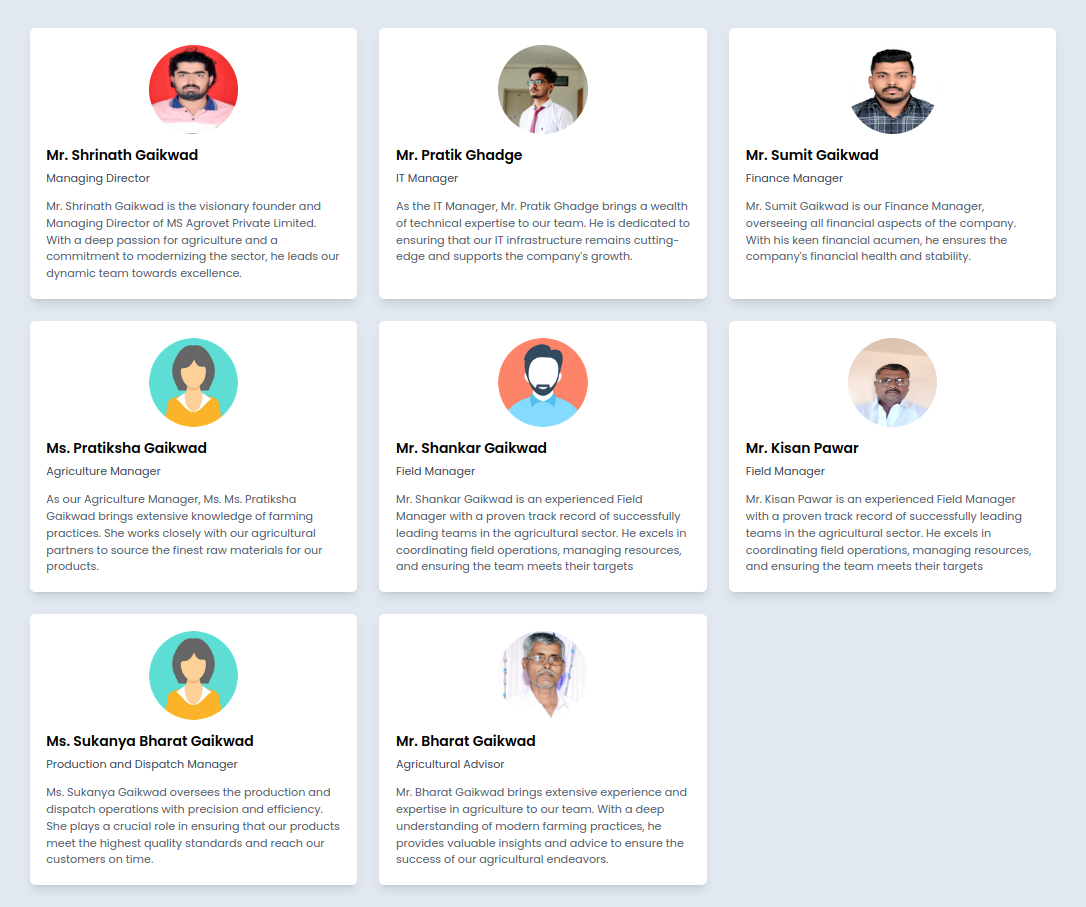 Mr. Shrinath Gaikwad
Managing Director
Mr. Shrinath Gaikwad is the visionary founder and
Managing Director of MS Agrovet Private Limited.
With a deep passion for agriculture and a
commitment to modernizing the sector, he leads our
dynamic team towards excellence.
Mr. Pratik Ghadge
IT Manager
As the IT Manager, Mr. Pratik Ghadge brings a wealth
of technical expertise to our team. He is dedicated to
ensuring that our IT infrastructure remains cutting-
edge and supports the company's growth.
Mr. Sumit Gaikwad
Finance Manager
Mr. Sumit Gaikwad is our Finance Manager,
overseeing all financial aspects of the company.
With his keen financial acumen, he ensures the
company's financial health and stability.
Ms. Pratiksha Gaikwad
Agriculture Manager
As our Agriculture Manager, Ms. Ms. Pratiksha
Gaikwad brings extensive knowledge of farming
practices. She works closely with our agricultural
partners to source the finest raw materials for our
products.
Mr. Shankar Gaikwad
Field Manager
Mr. Shankar Gaikwad is an experienced Field
Manager with a proven track record of successfully
leading teams in the agricultural sector. He excels in
coordinating field operations, managing resources,
and ensuring the team meets their targets
Mr. Kisan Pawar
Field Manager
Mr. Kisan Pawar is an experienced Field Manager
with a proven track record of successfully leading
teams in the agricultural sector. He excels in
coordinating field operations, managing resources,
and ensuring the team meets their targets
Ms. Sukanya Bharat Gaikwad
Production and Dispatch Manager
Ms. Sukanya Gaikwad oversees the production and
dispatch operations with precision and efficiency.
She plays a crucial role in ensuring that our products
meet the highest quality standards and reach our
customers on time.
Mr. Bharat Gaikwad
Agricultural Advisor
Mr. Bharat Gaikwad brings extensive experience and
expertise in agriculture to our team. With a deep
understanding of modern farming practices, he
provides valuable insights and advice to ensure the
success of our agricultural endeavors.